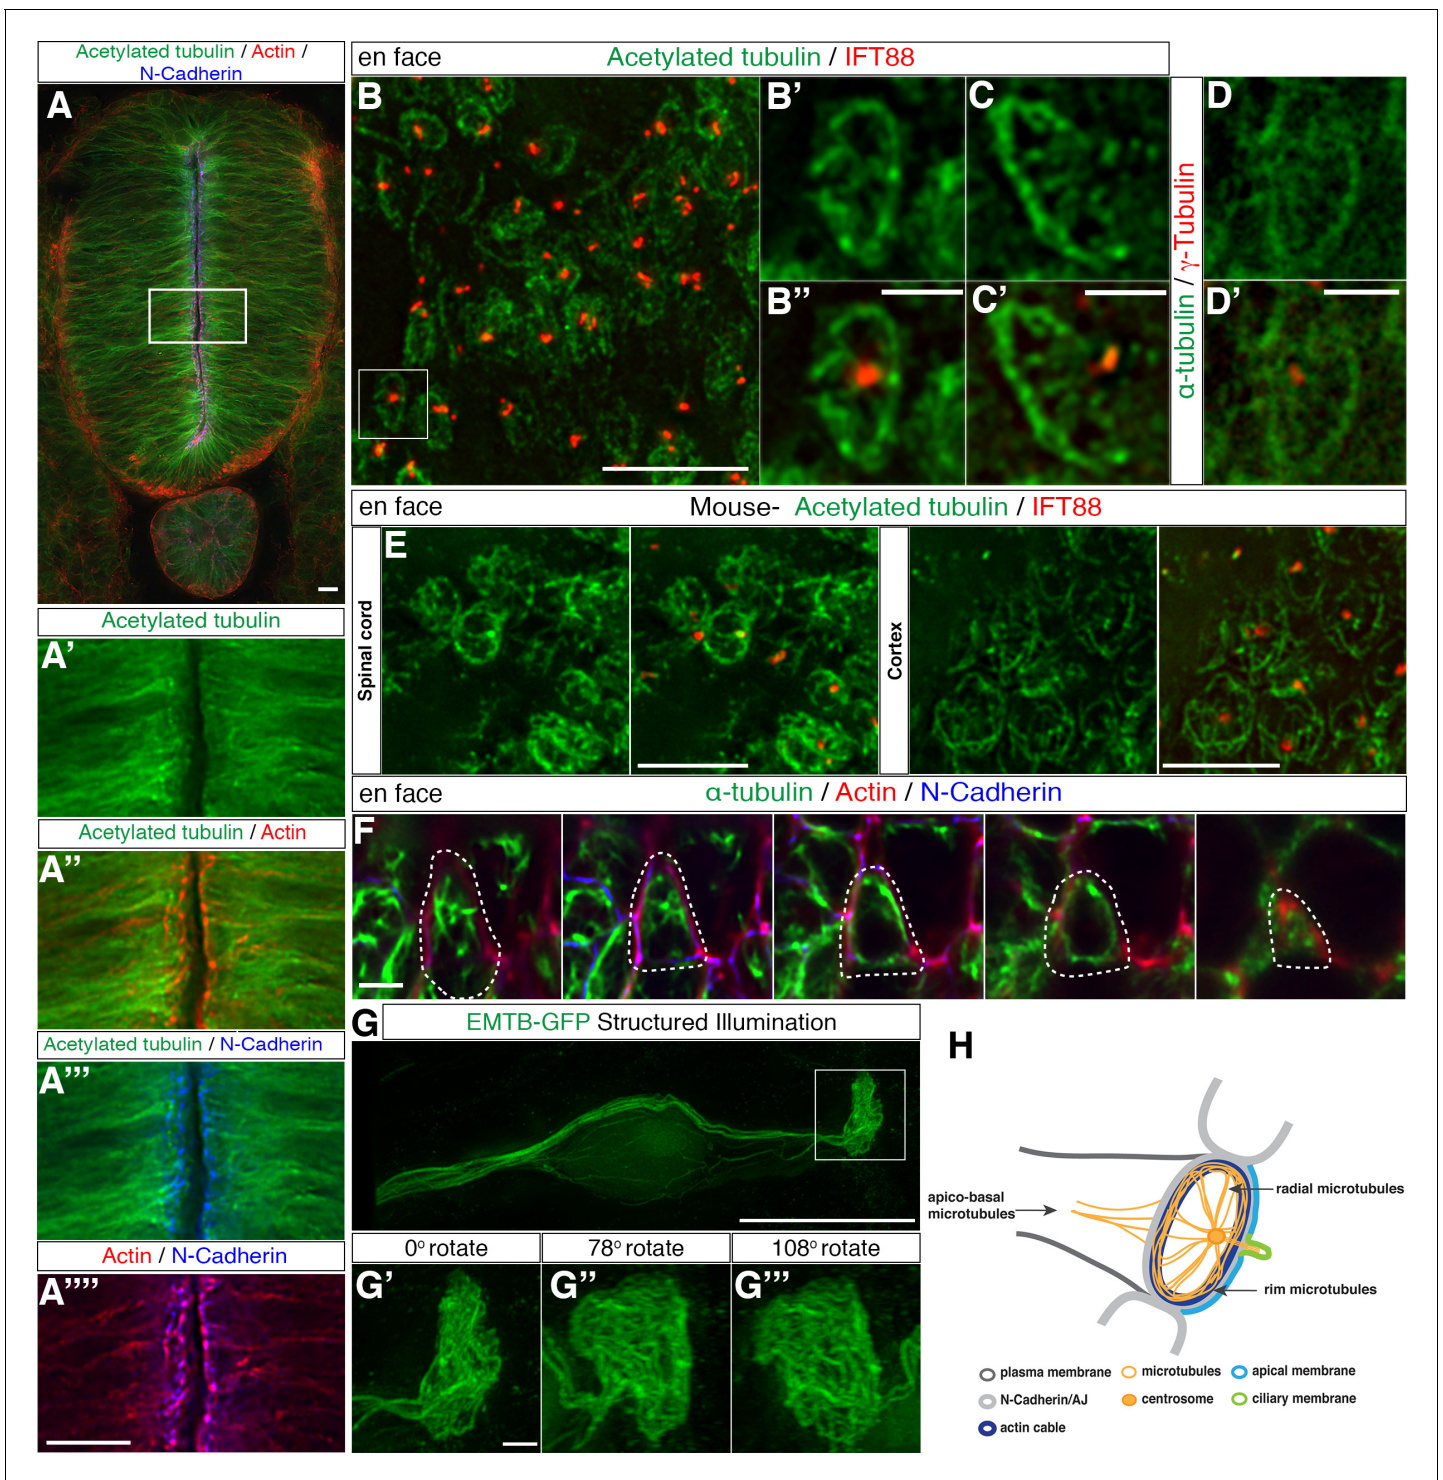 Acetylated tubulin / Actin /
N-Cadherin
A
Acetylated tubulin
A’
Acetylated tubulin / Actin
A’’
Acetylated tubulin / N-Cadherin
A’’’
Actin / N-Cadherin
A’’’’
en face
Acetylated tubulin / IFT88
B
B’
C
B’’
C’
α-tubulin / γ-Tubulin
D
D’
en face
Mouse- Acetylated tubulin / IFT88
Spinal cord
E
Cortex
en face
α-tubulin / Actin / N-Cadherin
F
G
EMTB-GFP Structured Illumination
0º rotate
78º rotate
108º rotate
G’
G’’
G’’’
H
apico-basal
microtubules
radial microtubules
rim microtubules
plasma membrane
microtubules
apical membrane
N-Cadherin/AJ
centrosome
ciliary membrane
actin cable